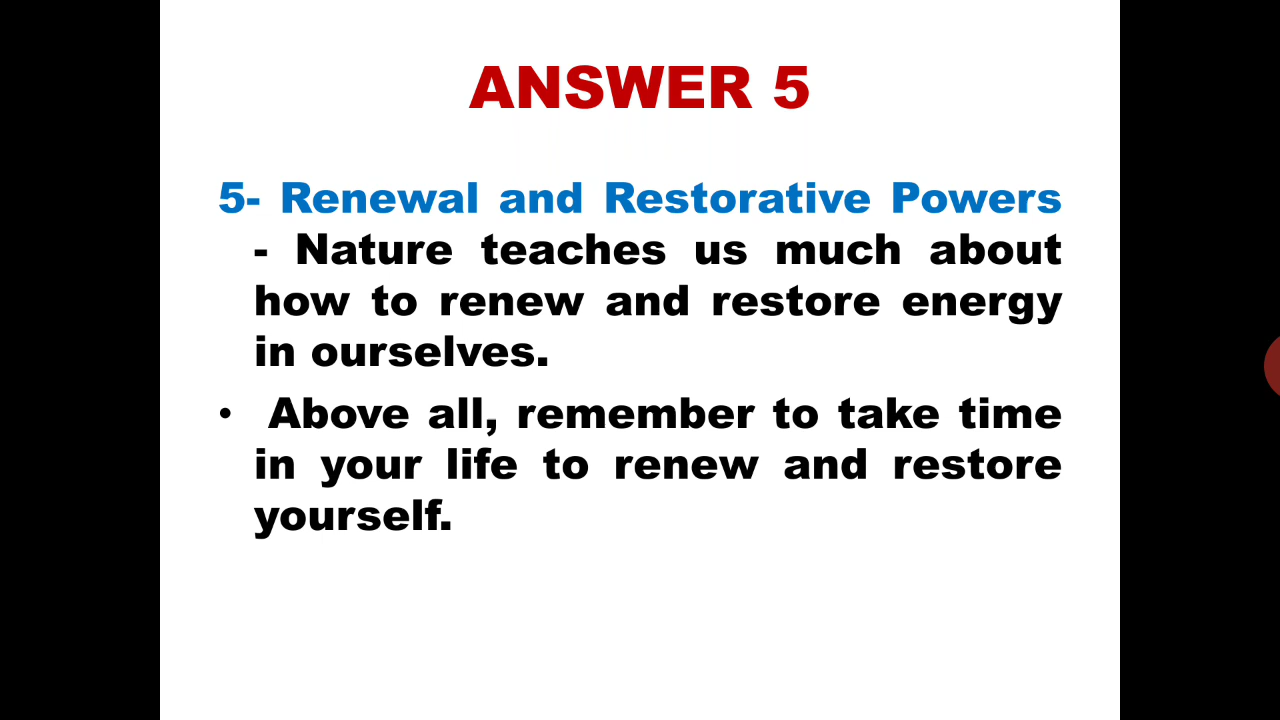 ANSWER 5
5- Renewal and Restorative Powers
- Nature teaches us much about
how to renew and restore energy
in ourselves.
• Above all, remember to take time
in your life to renew and restore
yourself.